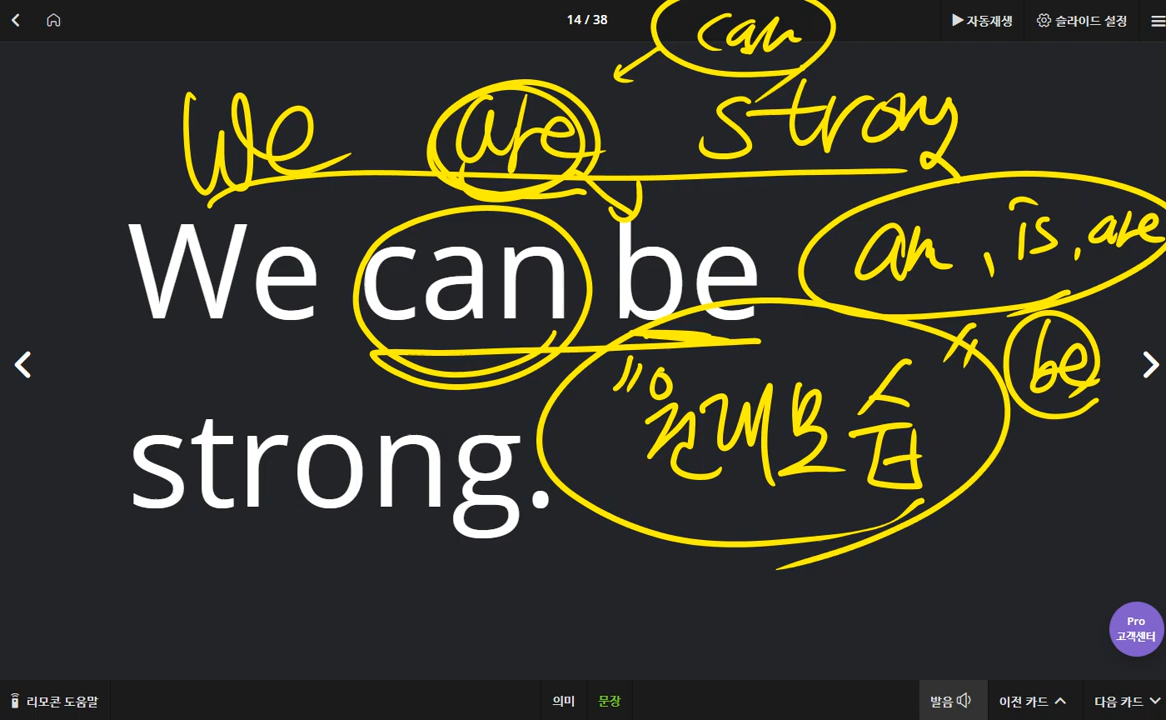 14 / 38
자동재생
슬라이드 설정
can
We are strong
We can be
am, is, are
strong.
"원래모습"
be
Pro
고객센터
리모콘 도움말
의미
문장
발음
이전 카드
다음 카드